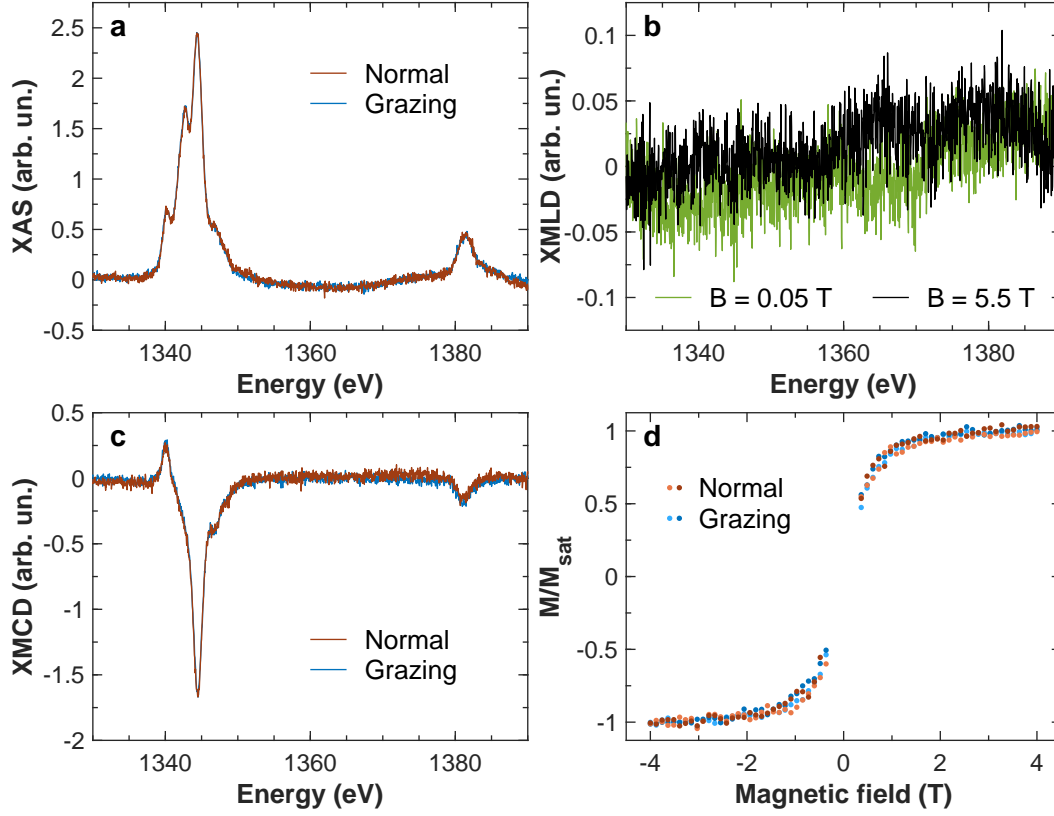 a
2.5
2
1.5
1
0.5
0
-0.5
XAS (arb. un.)
Normal
Grazing
1340 1360 1380
Energy (eV)
b
0.1
0.05
0
-0.05
-0.1
XMLD (arb. un.)
B = 0.05 T B = 5.5 T
1340 1360 1380
Energy (eV)
c
0.5
0
-0.5
-1
-1.5
-2
XMCD (arb. un.)
Normal
Grazing
1340 1360 1380
Energy (eV)
d
1
0.5
0
-0.5
-1
M/Msat
Normal
Grazing
-4 -2 0 2 4
Magnetic field (T)